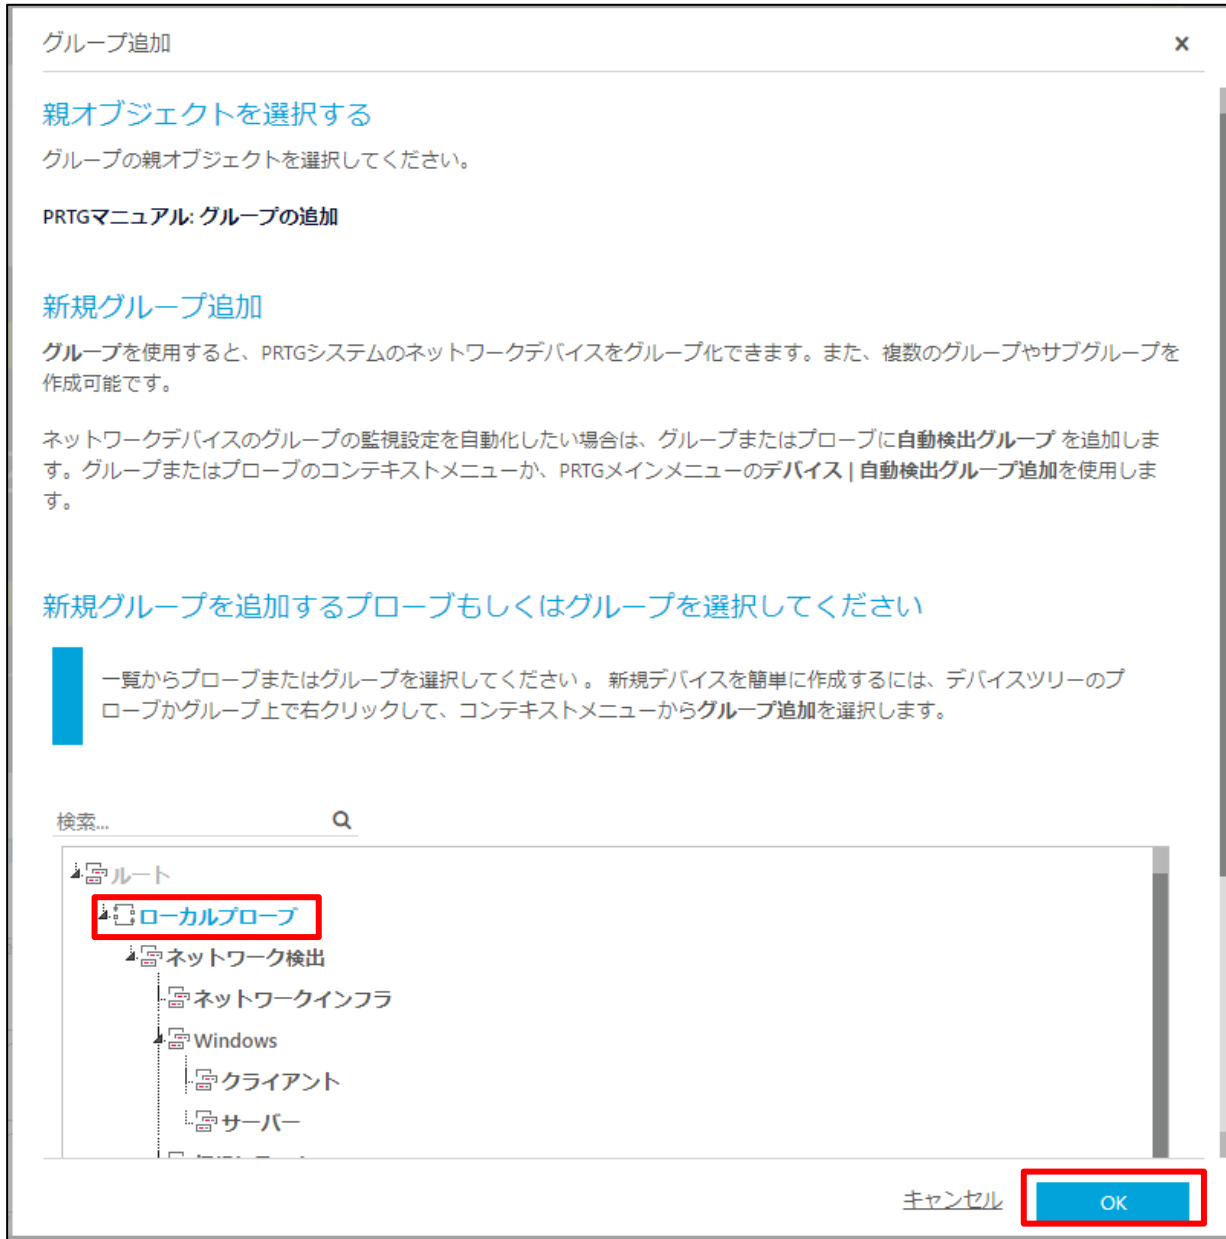 グループ追加
×
親オブジェクトを選択する
グループの親オブジェクトを選択してください。
PRTGマニュアル: グループの追加
新規グループ追加
グループを使用すると、PRTGシステムのネットワークデバイスをグループ化できます。また、複数のグループやサブグループを
作成可能です。
ネットワークデバイスのグループの監視設定を自動化したい場合は、グループまたはプローブに自動検出グループ を追加しま
す。グループまたはプローブのコンテキストメニューか、PRTGメインメニューのデバイス | 自動検出グループ追加を使用しま
す。
新規グループを追加するプローブもしくはグループを選択してください
一覧からプローブまたはグループを選択してください 。 新規デバイスを簡単に作成するには、デバイスツリーのプ
ローブかグループ上で右クリックして、コンテキストメニューからグループ追加を選択します。
検索...
ルート
ローカルプローブ
ネットワーク検出
ネットワークインフラ
Windows
クライアント
サーバー
キャンセル
OK